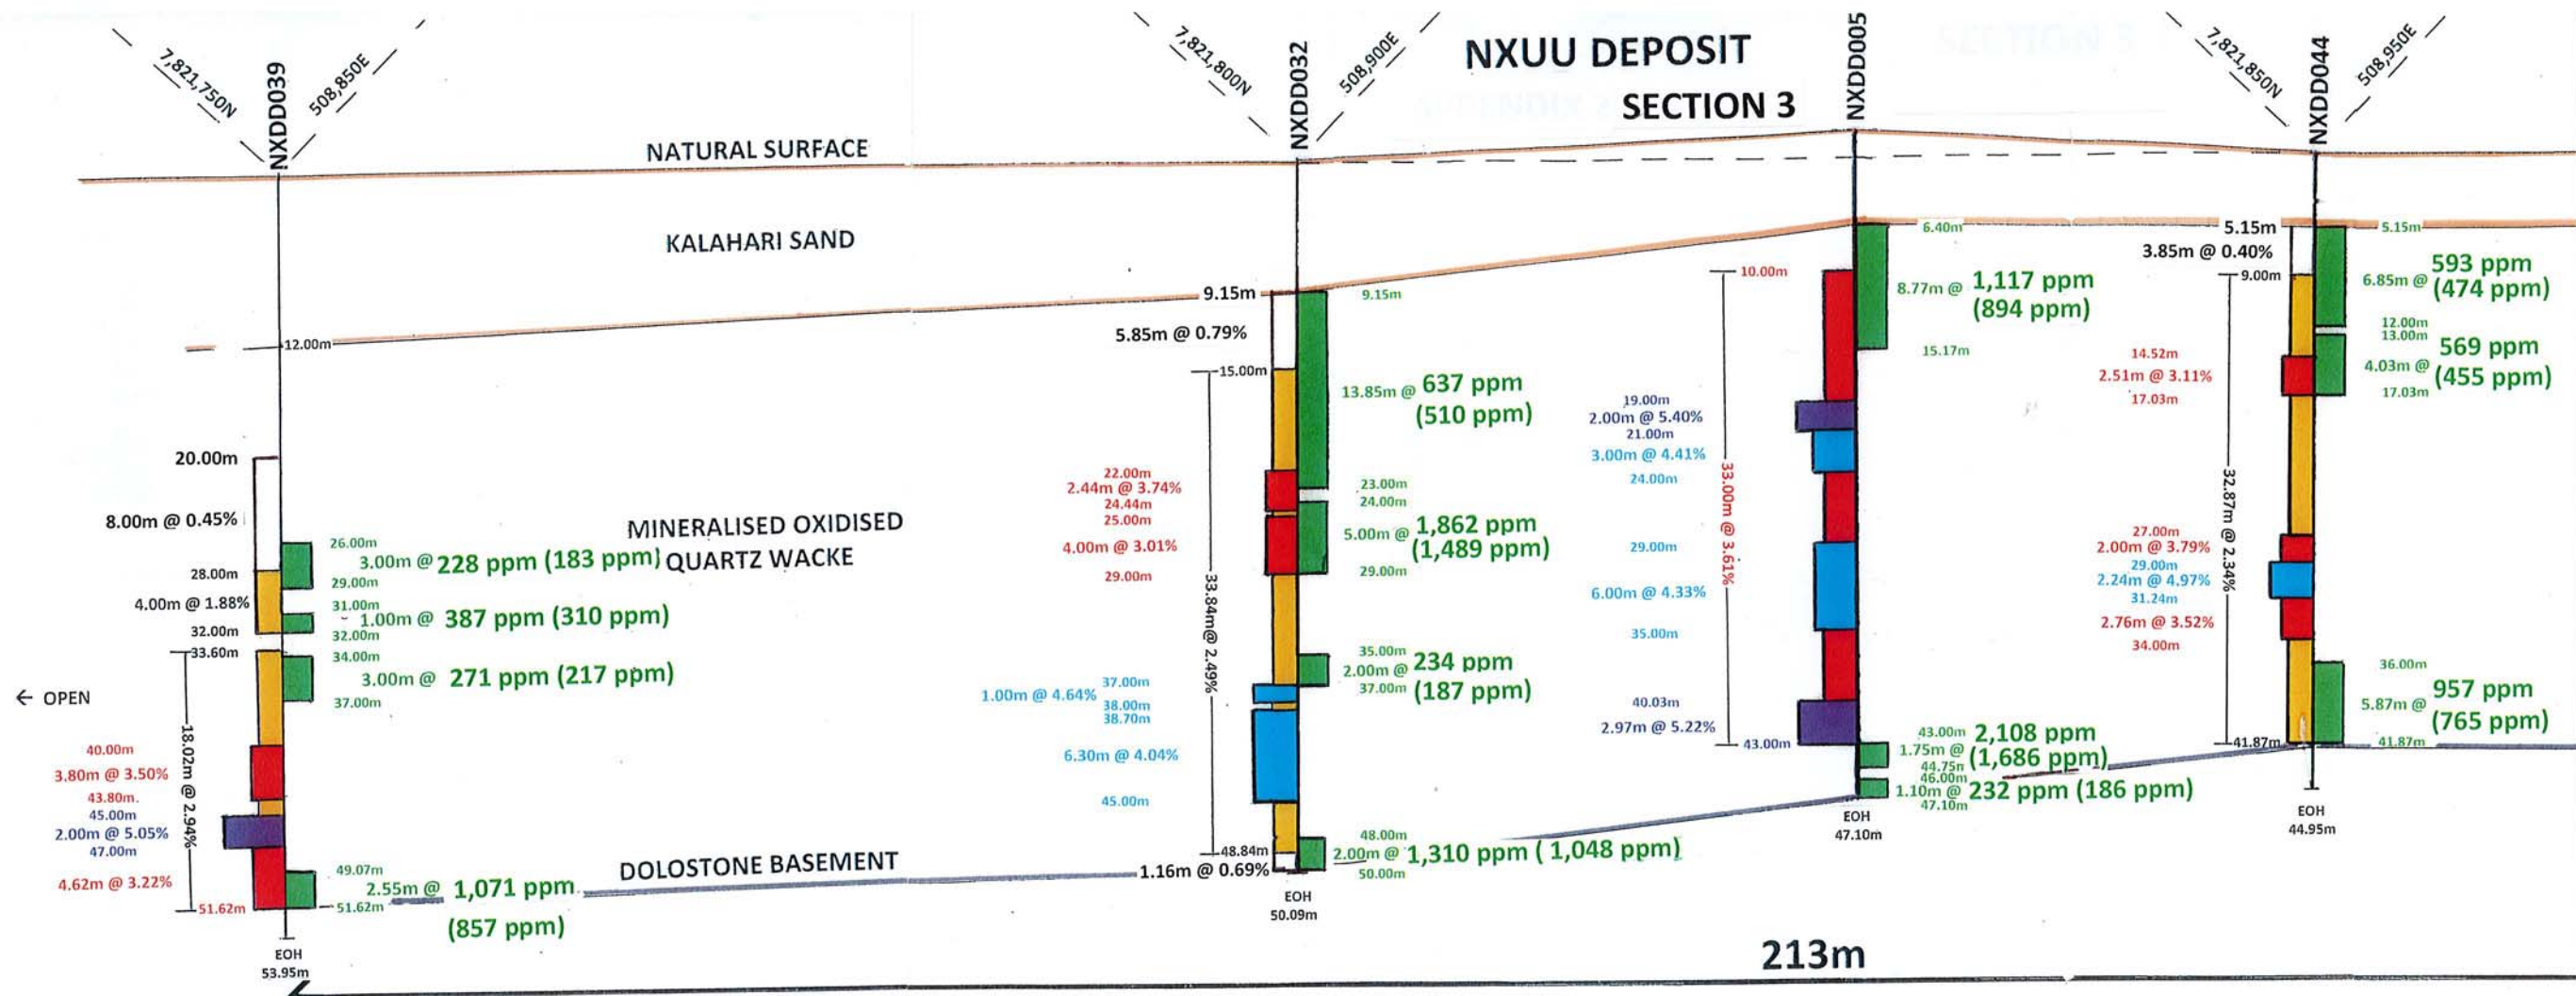 NXUU DEPOSIT
SECTION 3
7,821,750N
NXDD039
508,850E
7,821,800N
NXDD032
508,900E
NXDD005
7,821,850N
NXDD044
508,950E
NATURAL SURFACE
KALAHARI SAND
MINERALISED OXIDISED
QUARTZ WACKE
DOLOSTONE BASEMENT
← OPEN
12.00m
20.00m
8.00m @ 0.45%
28.00m
4.00m @ 1.88%
32.00m
33.60m
18.02m @ 2.94%
40.00m
3.80m @ 3.50%
43.80m.
45.00m
2.00m @ 5.05%
47.00m
4.62m @ 3.22%
51.62m
26.00m
3.00m @ 228 ppm (183 ppm)
29.00m
31.00m
1.00m @ 387 ppm (310 ppm)
32.00m
34.00m
3.00m @ 271 ppm (217 ppm)
37.00m
49.07m
2.55m @ 1,071 ppm
51.62m
(857 ppm)
EOH
53.95m
9.15m
5.85m @ 0.79%
15.00m
22.00m
2.44m @ 3.74%
24.44m
25.00m
4.00m @ 3.01%
29.00m
33.84m@ 2.49%
37.00m
1.00m @ 4.64%
38.00m
38.70m
6.30m @ 4.04%
45.00m
48.84m
1.16m @ 0.69%
9.15m
13.85m @ 637 ppm
(510 ppm)
23.00m
24.00m
5.00m @ 1,862 ppm
(1,489 ppm)
29.00m
35.00m
2.00m @ 234 ppm
37.00m (187 ppm)
48.00m
2.00m @ 1,310 ppm ( 1,048 ppm)
50.00m
EOH
50.09m
10.00m
19.00m
2.00m @ 5.40%
21.00m
3.00m @ 4.41%
24.00m
33.00m @ 3.61%
29.00m
6.00m @ 4.33%
35.00m
40.03m
2.97m @ 5.22%
43.00m
6.40m
8.77m @ 1,117 ppm
(894 ppm)
15.17m
43.00m 2,108 ppm
1.75m @ (1,686 ppm)
44.75m
46.00m
1.10m @ 232 ppm (186 ppm)
47.10m
EOH
47.10m
5.15m
3.85m @ 0.40%
9.00m
14.52m
2.51m @ 3.11%
17.03m
32.87m @ 2.34%
27.00m
2.00m @ 3.79%
29.00m
2.24m @ 4.97%
31.24m
2.76m @ 3.52%
34.00m
41.87m
5.15m
593 ppm
6.85m @ (474 ppm)
12.00m
13.00m
569 ppm
4.03m @ (455 ppm)
17.03m
36.00m
957 ppm
5.87m @ (765 ppm)
41.87m
EOH
44.95m
213m